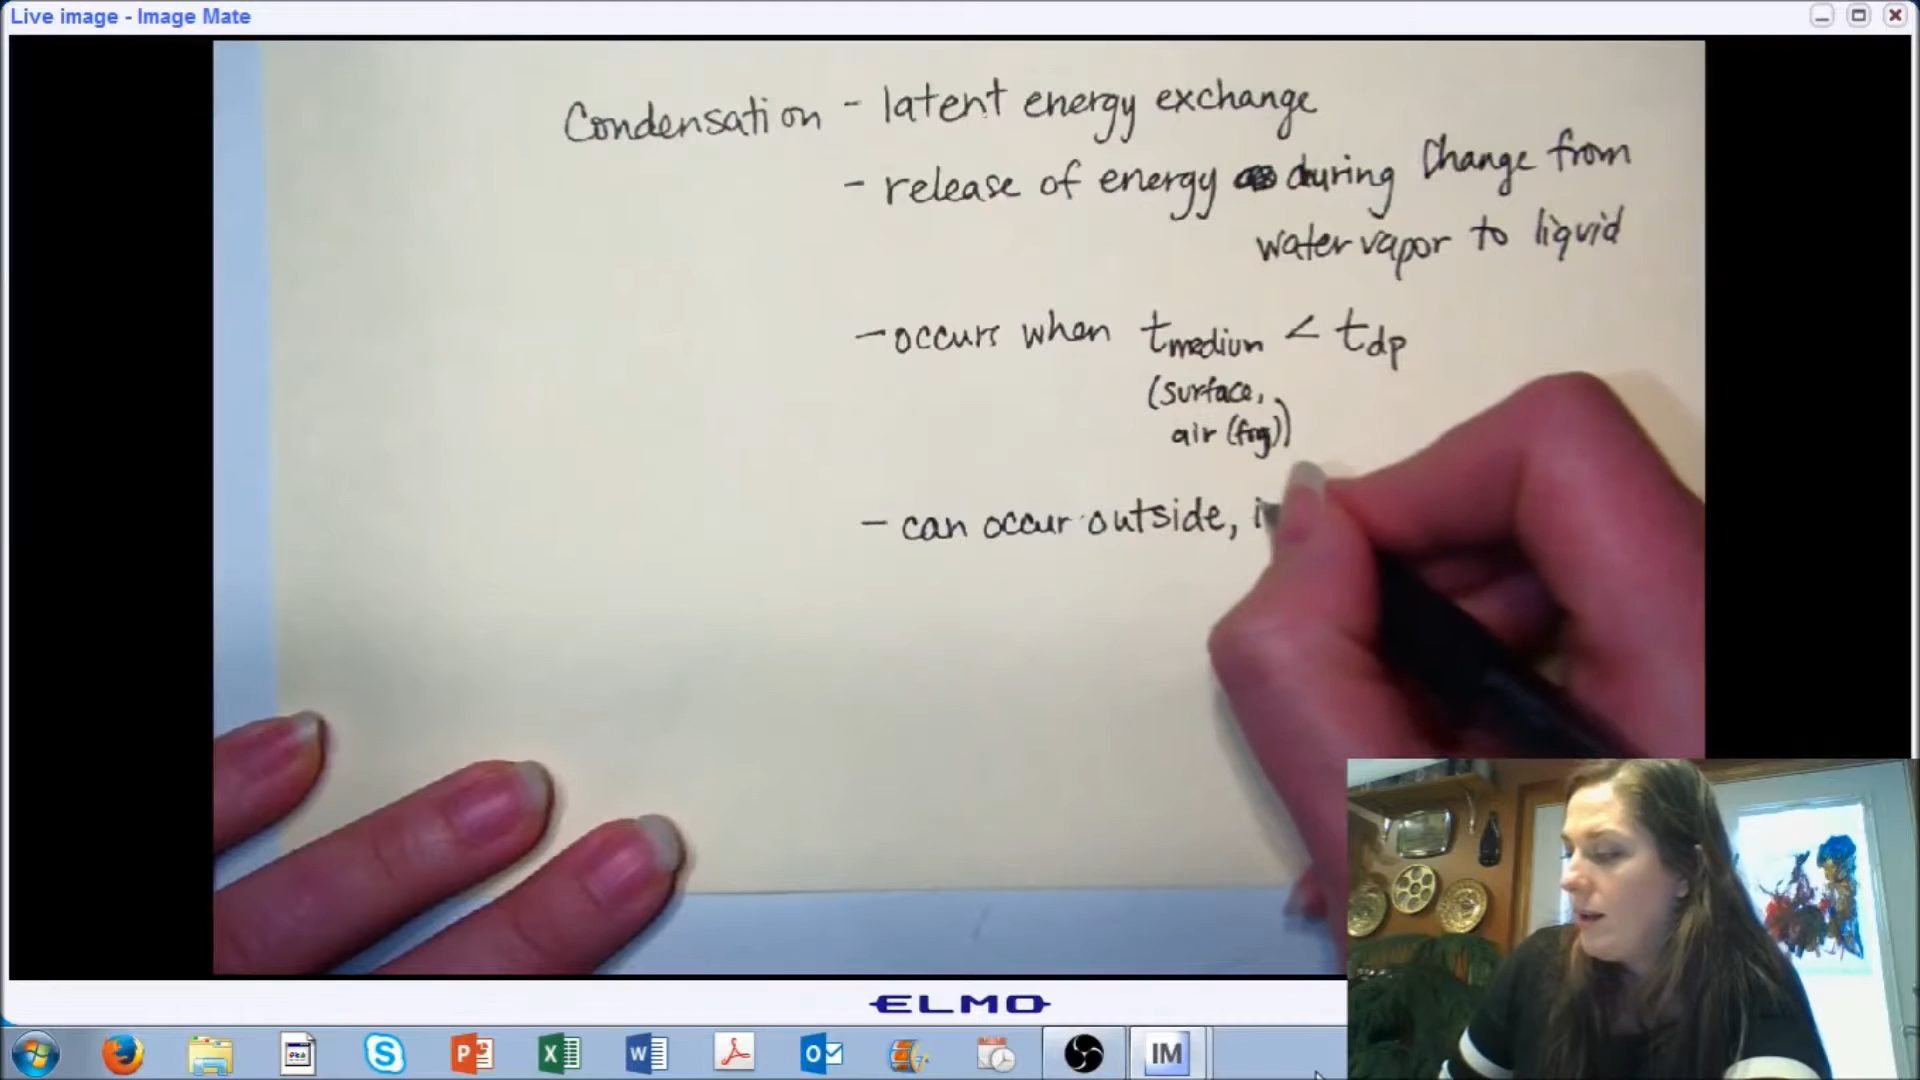 Live image - Image Mate
Condensation - latent energy exchange
- release of energy during Change from
water vapor to liquid
- occurs when tmedium < tdp
(surface,
air (fog))
- can occur outside, i
ELMO
IM